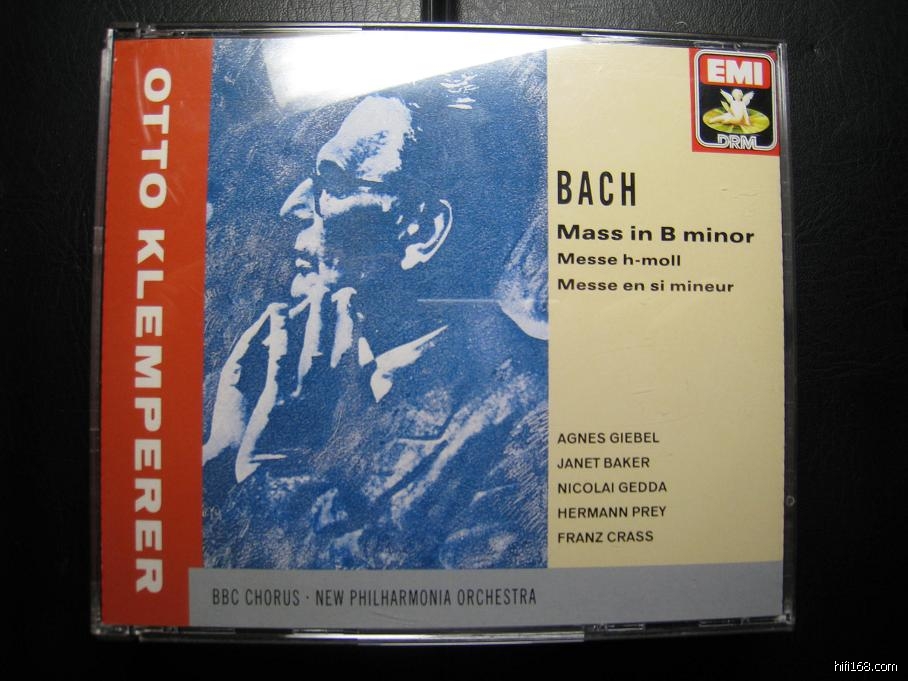 OTTO KLEMPERER
EMI
DRM
BACH
Mass in B minor
Messe h-moll
Messe en si mineur
AGNES GIEBEL
JANET BAKER
NICOLAI GEDDA
HERMANN PREY
FRANZ CRASS
BBC CHORUS · NEW PHILHARMONIA ORCHESTRA
hifi168.com